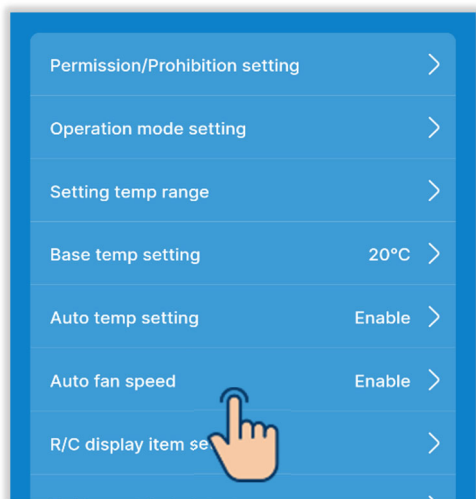 Permission/Prohibition setting
Operation mode setting
Setting temp range
Base temp setting 20°C
Auto temp setting Enable
Auto fan speed Enable
R/C display item